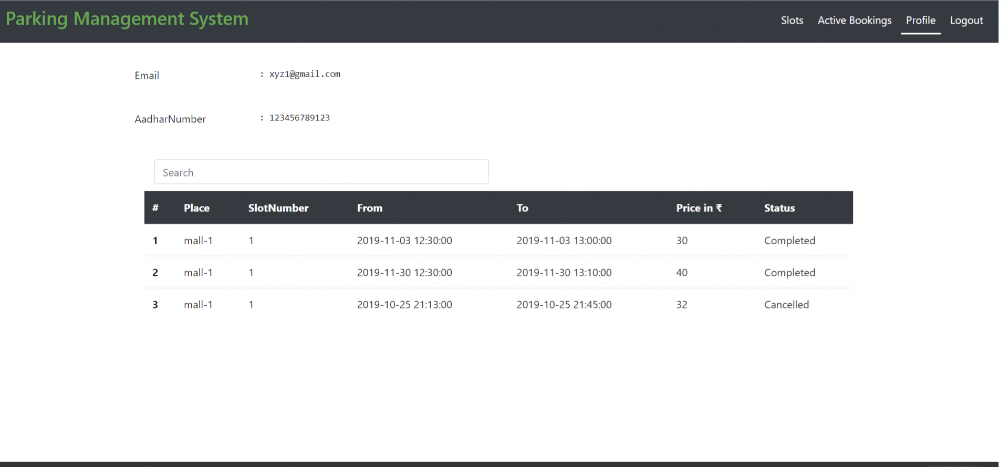 Parking Management System
Slots Active Bookings Profile Logout
Email : xyz1@gmail.com
AadharNumber : 123456789123
Search
# Place SlotNumber From To Price in ₹ Status
1 mall-1 1 2019-11-03 12:30:00 2019-11-03 13:00:00 30 Completed
2 mall-1 1 2019-11-30 12:30:00 2019-11-30 13:10:00 40 Completed
3 mall-1 1 2019-10-25 21:13:00 2019-10-25 21:45:00 32 Cancelled